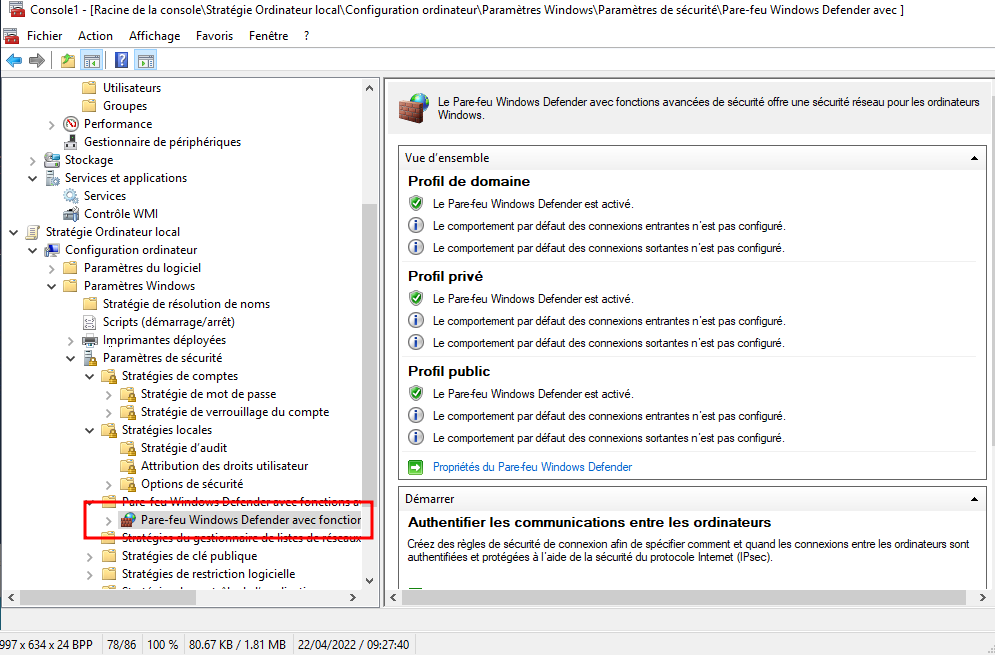 Console1 - [Racine de la console\Stratégie Ordinateur local\Configuration ordinateur\Paramètres Windows\Paramètres de sécurité\Pare-feu Windows Defender avec ]
Fichier Action Affichage Favoris Fenêtre ?
Utilisateurs
Groupes
Performance
Gestionnaire de périphériques
Stockage
Services et applications
Services
Contrôle WMI
Stratégie Ordinateur local
Configuration ordinateur
Paramètres du logiciel
Paramètres Windows
Stratégie de résolution de noms
Scripts (démarrage/arrêt)
Imprimantes déployées
Paramètres de sécurité
Stratégies de comptes
Stratégie de mot de passe
Stratégie de verrouillage du compte
Stratégies locales
Stratégie d'audit
Attribution des droits utilisateur
Options de sécurité
Pare-feu Windows Defender avec fonctions a
Pare-feu Windows Defender avec fonction
Stratégies du gestionnaire de listes de réseaux
Stratégies de clé publique
Stratégies de restriction logicielle
Le Pare-feu Windows Defender avec fonctions avancées de sécurité offre une sécurité réseau pour les ordinateurs
Windows.
Vue d'ensemble
Profil de domaine
Le Pare-feu Windows Defender est activé.
Le comportement par défaut des connexions entrantes n'est pas configuré.
Le comportement par défaut des connexions sortantes n'est pas configuré.
Profil privé
Le Pare-feu Windows Defender est activé.
Le comportement par défaut des connexions entrantes n'est pas configuré.
Le comportement par défaut des connexions sortantes n'est pas configuré.
Profil public
Le Pare-feu Windows Defender est activé.
Le comportement par défaut des connexions entrantes n'est pas configuré.
Le comportement par défaut des connexions sortantes n'est pas configuré.
Propriétés du Pare-feu Windows Defender
Démarrer
Authentifier les communications entre les ordinateurs
Créez des règles de sécurité de connexion afin de spécifier comment et quand les connexions entre les ordinateurs sont
authentifiées et protégées à l'aide de la sécurité du protocole Internet (IPsec).
997 x 634 x 24 BPP 78/86 100 % 80.67 KB / 1.81 MB 22/04/2022 / 09:27:40